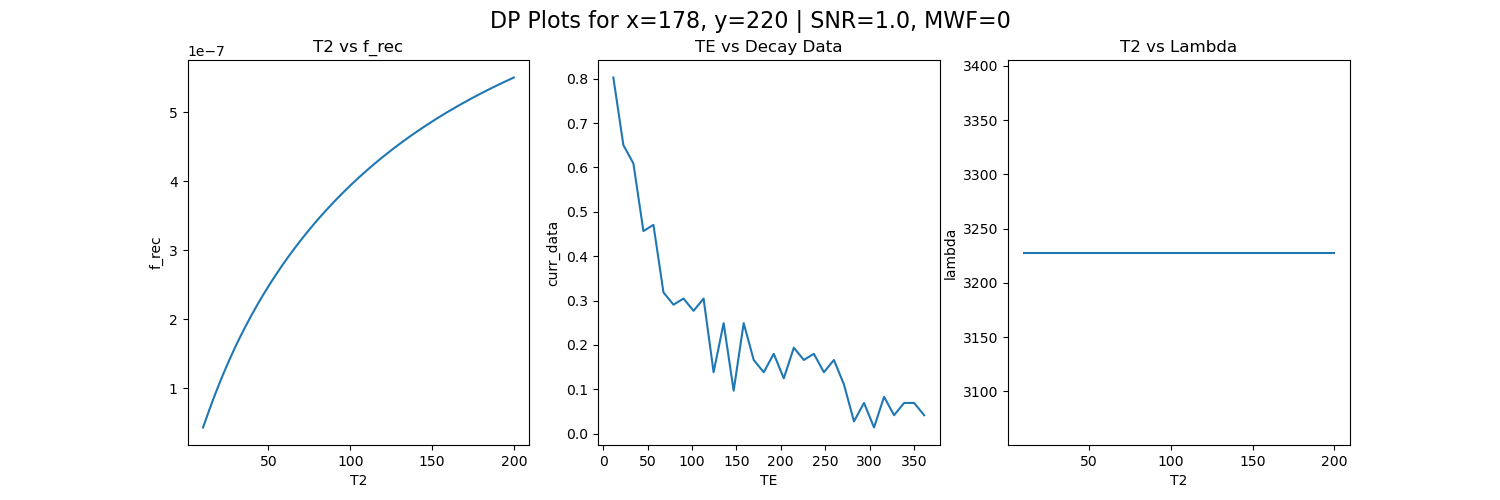 DP Plots for x=178, y=220 | SNR=1.0, MWF=0
T2 vs f_rec
1e−7
f_rec
5
4
3
2
1
50 100 150 200
T2
TE vs Decay Data
curr_data
0.8
0.7
0.6
0.5
0.4
0.3
0.2
0.1
0.0
0 50 100 150 200 250 300 350
TE
T2 vs Lambda
lambda
3400
3350
3300
3250
3200
3150
3100
50 100 150 200
T2